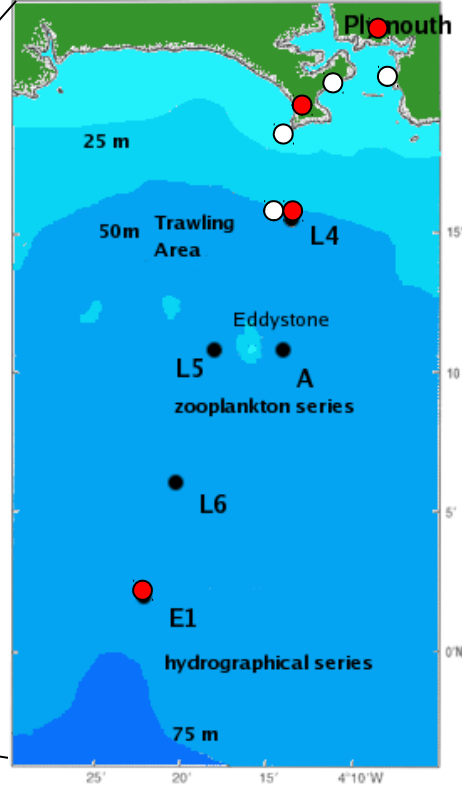 Plymouth
25 m
50m
Trawling
Area
L4
15'
Eddystone
L5
A
10
zooplankton series
L6
5'
E1
0'N
hydrographical series
75 m
25'
20'
15'
4°10'W